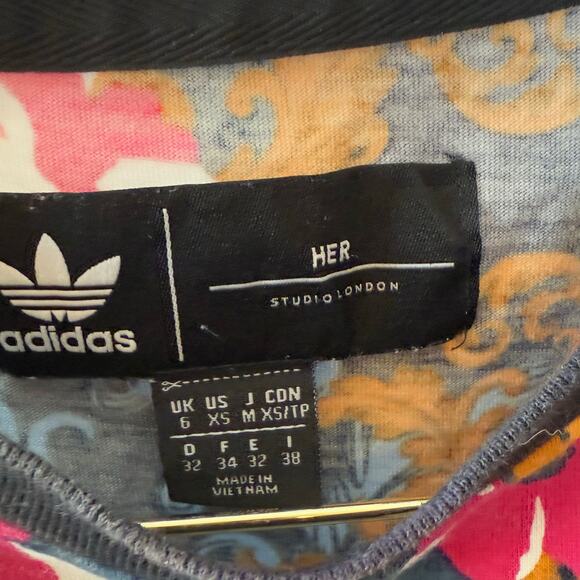 adidas
HER
STUDIO LONDON
UK US J CDN
6 XS M XS/TP
D F E I
32 34 32 38
MADE IN
VIETNAM